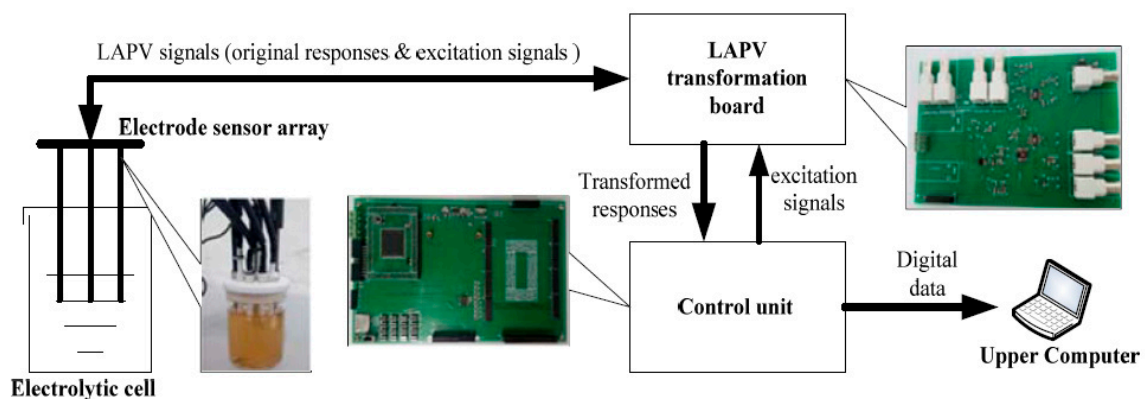 LAPV signals (original responses & excitation signals )
LAPV
transformation
board
Electrode sensor array
Transformed
responses
excitation
signals
Control unit
Digital
data
Upper Computer
Electrolytic cell